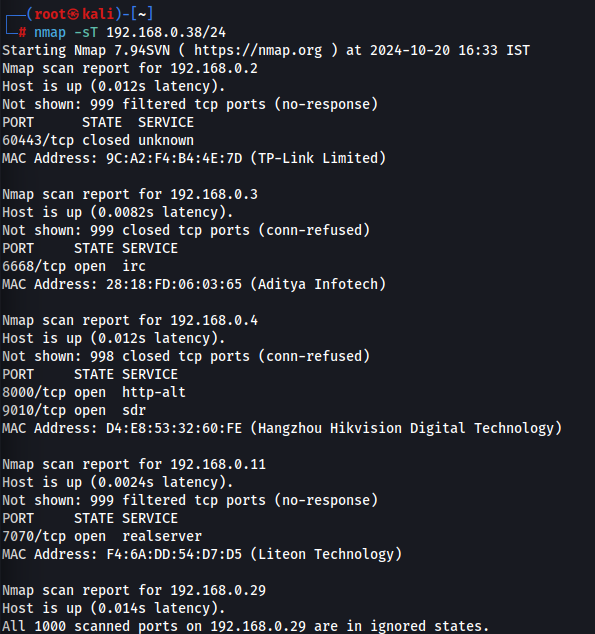 (root㉿kali)-[~]
# nmap -sT 192.168.0.38/24
Starting Nmap 7.94SVN ( https://nmap.org ) at 2024-10-20 16:33 IST
Nmap scan report for 192.168.0.2
Host is up (0.012s latency).
Not shown: 999 filtered tcp ports (no-response)
PORT      STATE  SERVICE
60443/tcp closed unknown
MAC Address: 9C:A2:F4:B4:4E:7D (TP-Link Limited)

Nmap scan report for 192.168.0.3
Host is up (0.0082s latency).
Not shown: 999 closed tcp ports (conn-refused)
PORT     STATE SERVICE
6668/tcp open  irc
MAC Address: 28:18:FD:06:03:65 (Aditya Infotech)

Nmap scan report for 192.168.0.4
Host is up (0.012s latency).
Not shown: 998 closed tcp ports (conn-refused)
PORT     STATE SERVICE
8000/tcp open  http-alt
9010/tcp open  sdr
MAC Address: D4:E8:53:32:60:FE (Hangzhou Hikvision Digital Technology)

Nmap scan report for 192.168.0.11
Host is up (0.0024s latency).
Not shown: 999 filtered tcp ports (no-response)
PORT     STATE SERVICE
7070/tcp open  realserver
MAC Address: F4:6A:DD:54:D7:D5 (Liteon Technology)

Nmap scan report for 192.168.0.29
Host is up (0.014s latency).
All 1000 scanned ports on 192.168.0.29 are in ignored states.